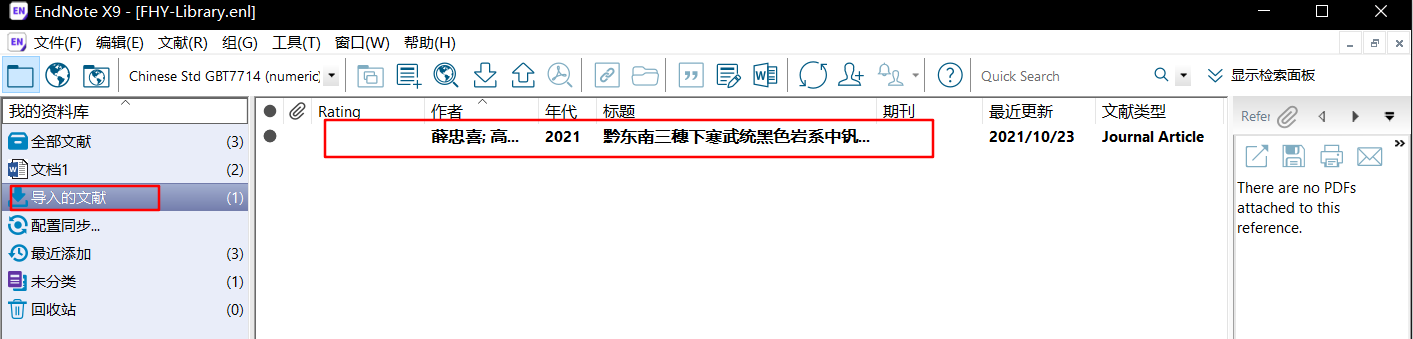 EndNote X9 - [FHY-Library.enl]
文件(F) 编辑(E) 文献(R) 组(G) 工具(T) 窗口(W) 帮助(H)
Chinese Std GBT7714 (numeric) Quick Search 显示检索面板
我的资料库
全部文献 (3)
文档1 (2)
导入的文献 (1)
配置同步...
最近添加 (3)
未分类 (1)
回收站 (0)
Rating 作者 年代 标题 期刊 最近更新 文献类型
薛忠喜; 高... 2021 黔东南三穗下寒武统黑色岩系中钒... 2021/10/23 Journal Article
Refer
There are no PDFs
attached to this
reference.